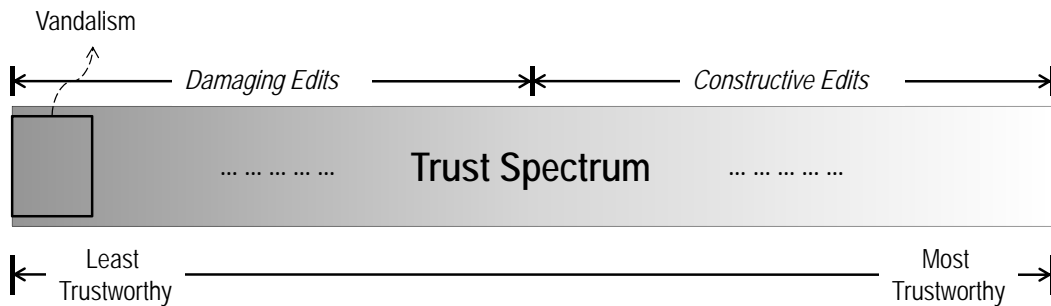 Vandalism
Damaging Edits
Constructive Edits
... ... ... ... ... Trust Spectrum ... ... ... ... ...
Least
Trustworthy
Most
Trustworthy